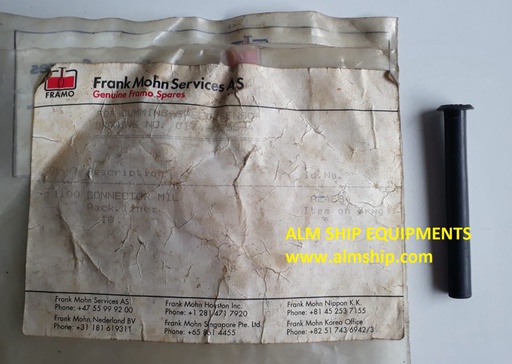 FRAMO
Frank Mohn Services AS
Genuine Framo Spares
Description
Id.No.
CONNECTOR MIL
Item on
ALM SHIP EQUIPMENTS
www.almship.com
Frank Mohn Services AS
Phone: +47 55 99 92 00
Frank Mohn, Nederland BV
Phone: +31 181 619311
Frank Mohn Houston Inc.
Phone: +1 281 471 7920
Frank Mohn Singapore Pte. Ltd.
Phone: +65 861 4455
Frank Mohn Nippon K.K.
Phone: +81 45 253 7155
Frank Mohn Korea Office
Phone: +82 51 743 6942/3